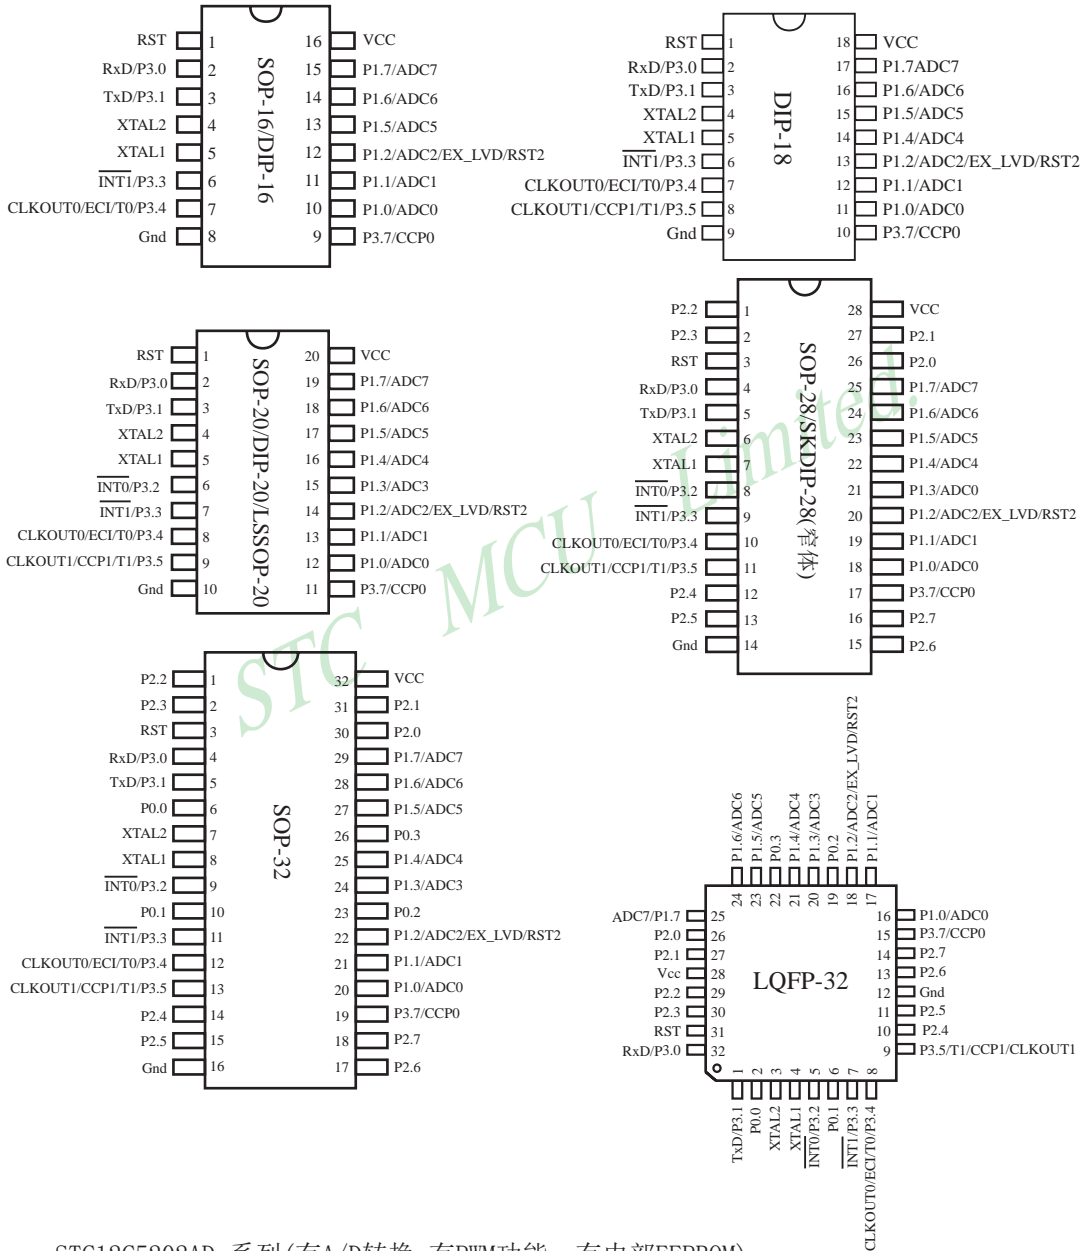 RST 1 16 VCC
RxD/P3.0 2 15 P1.7/ADC7
TxD/P3.1 3 14 P1.6/ADC6
XTAL2 4 13 P1.5/ADC5
XTAL1 5 12 P1.2/ADC2/EX_LVD/RST2
INT1/P3.3 6 11 P1.1/ADC1
CLKOUT0/ECI/T0/P3.4 7 10 P1.0/ADC0
Gnd 8 9 P3.7/CCP0
SOP-16/DIP-16
RST 1 18 VCC
RxD/P3.0 2 17 P1.7ADC7
TxD/P3.1 3 16 P1.6/ADC6
XTAL2 4 15 P1.5/ADC5
XTAL1 5 14 P1.4/ADC4
INT1/P3.3 6 13 P1.2/ADC2/EX_LVD/RST2
CLKOUT0/ECI/T0/P3.4 7 12 P1.1/ADC1
CLKOUT1/CCP1/T1/P3.5 8 11 P1.0/ADC0
Gnd 9 10 P3.7/CCP0
DIP-18
RST 1 20 VCC
RxD/P3.0 2 19 P1.7/ADC7
TxD/P3.1 3 18 P1.6/ADC6
XTAL2 4 17 P1.5/ADC5
XTAL1 5 16 P1.4/ADC4
INT0/P3.2 6 15 P1.3/ADC3
INT1/P3.3 7 14 P1.2/ADC2/EX_LVD/RST2
CLKOUT0/ECI/T0/P3.4 8 13 P1.1/ADC1
CLKOUT1/CCP1/T1/P3.5 9 12 P1.0/ADC0
Gnd 10 11 P3.7/CCP0
SOP-20/DIP-20/LSSOP-20
P2.2 1 28 VCC
P2.3 2 27 P2.1
RST 3 26 P2.0
RxD/P3.0 4 25 P1.7/ADC7
TxD/P3.1 5 24 P1.6/ADC6
XTAL2 6 23 P1.5/ADC5
XTAL1 7 22 P1.4/ADC4
INT0/P3.2 8 21 P1.3/ADC0
INT1/P3.3 9 20 P1.2/ADC2/EX_LVD/RST2
CLKOUT0/ECI/T0/P3.4 10 19 P1.1/ADC1
CLKOUT1/CCP1/T1/P3.5 11 18 P1.0/ADC0
P2.4 12 17 P3.7/CCP0
P2.5 13 16 P2.7
Gnd 14 15 P2.6
SOP-28/SKDIP-28(窄体)
STC MCU Limited.
P2.2 1 32 VCC
P2.3 2 31 P2.1
RST 3 30 P2.0
RxD/P3.0 4 29 P1.7/ADC7
TxD/P3.1 5 28 P1.6/ADC6
P0.0 6 27 P1.5/ADC5
XTAL2 7 26 P0.3
XTAL1 8 25 P1.4/ADC4
INT0/P3.2 9 24 P1.3/ADC3
P0.1 10 23 P0.2
INT1/P3.3 11 22 P1.2/ADC2/EX_LVD/RST2
CLKOUT0/ECI/T0/P3.4 12 21 P1.1/ADC1
CLKOUT1/CCP1/T1/P3.5 13 20 P1.0/ADC0
P2.4 14 19 P3.7/CCP0
P2.5 15 18 P2.7
Gnd 16 17 P2.6
SOP-32
P1.6/ADC6 24
P1.5/ADC5 23
P0.3 22
P1.4/ADC4 21
P1.3/ADC3 20
P0.2 19
P1.2/ADC2/EX_LVD/RST2 18
P1.1/ADC1 17
ADC7/P1.7 25 16 P1.0/ADC0
P2.0 26 15 P3.7/CCP0
P2.1 27 14 P2.7
Vcc 28 13 P2.6
P2.2 29 12 Gnd
P2.3 30 11 P2.5
RST 31 10 P2.4
RxD/P3.0 32 9 P3.5/T1/CCP1/CLKOUT1
LQFP-32
1 TxD/P3.1
2 P0.0
3 XTAL2
4 XTAL1
5 INT0/P3.2
6 P0.1
7 INT1/P3.3
8 CLKOUT0/ECI/T0/P3.4
STC12C5202AD 系列(有A/D转换,有PWM功能, 有内部EEPROM)